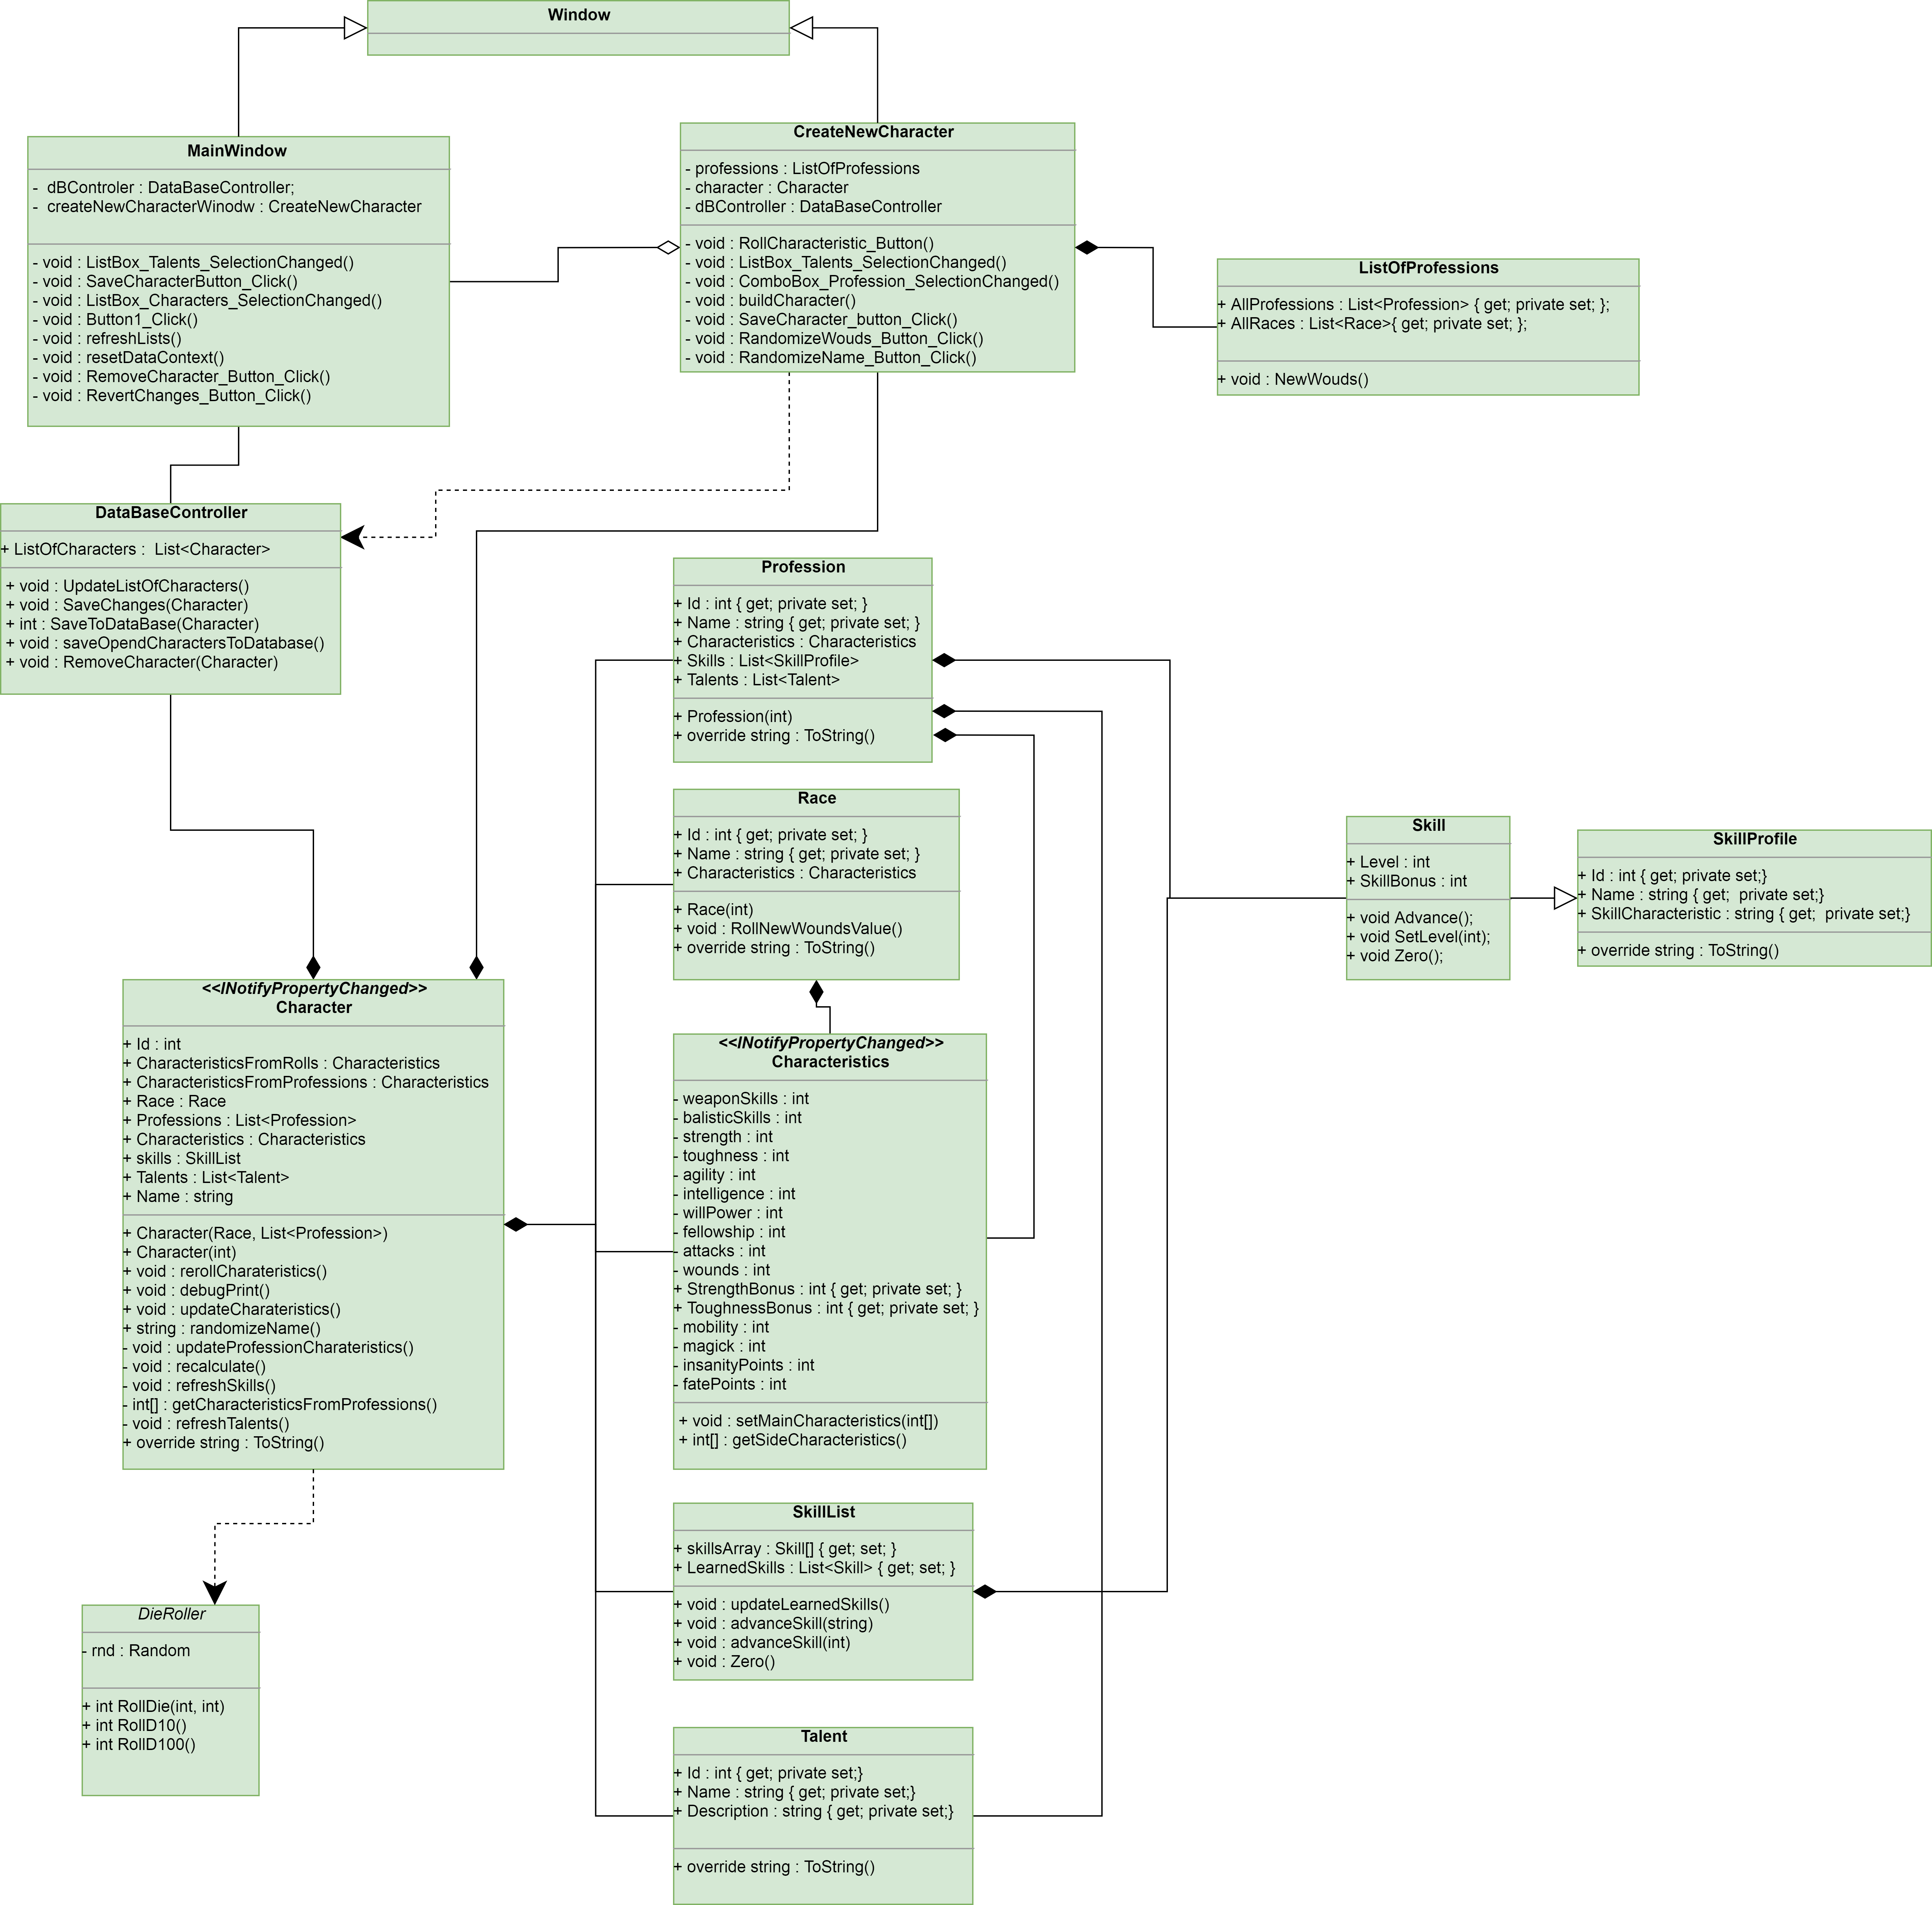 Window
MainWindow
-  dBControler : DataBaseController;
-  createNewCharacterWinodw : CreateNewCharacter
- void : ListBox_Talents_SelectionChanged()
- void : SaveCharacterButton_Click()
- void : ListBox_Characters_SelectionChanged()
- void : Button1_Click()
- void : refreshLists()
- void : resetDataContext()
- void : RemoveCharacter_Button_Click()
- void : RevertChanges_Button_Click()
CreateNewCharacter
- professions : ListOfProfessions
- character : Character
- dBController : DataBaseController
- void : RollCharacteristic_Button()
- void : ListBox_Talents_SelectionChanged()
- void : ComboBox_Profession_SelectionChanged()
- void : buildCharacter()
- void : SaveCharacter_button_Click()
- void : RandomizeWouds_Button_Click()
- void : RandomizeName_Button_Click()
ListOfProfessions
+ AllProfessions : List<Profession> { get; private set; };
+ AllRaces : List<Race>{ get; private set; };
+ void : NewWouds()
DataBaseController
+ ListOfCharacters :  List<Character>
+ void : UpdateListOfCharacters()
+ void : SaveChanges(Character)
+ int : SaveToDataBase(Character)
+ void : saveOpendCharactersToDatabase()
+ void : RemoveCharacter(Character)
Profession
+ Id : int { get; private set; }
+ Name : string { get; private set; }
+ Characteristics : Characteristics
+ Skills : List<SkillProfile>
+ Talents : List<Talent>
+ Profession(int)
+ override string : ToString()
Race
+ Id : int { get; private set; }
+ Name : string { get; private set; }
+ Characteristics : Characteristics
+ Race(int)
+ void : RollNewWoundsValue()
+ override string : ToString()
Skill
+ Level : int
+ SkillBonus : int
+ void Advance();
+ void SetLevel(int);
+ void Zero();
SkillProfile
+ Id : int { get; private set;}
+ Name : string { get;  private set;}
+ SkillCharacteristic : string { get;  private set;}
+ override string : ToString()
<<INotifyPropertyChanged>>
Character
+ Id : int
+ CharacteristicsFromRolls : Characteristics
+ CharacteristicsFromProfessions : Characteristics
+ Race : Race
+ Professions : List<Profession>
+ Characteristics : Characteristics
+ skills : SkillList
+ Talents : List<Talent>
+ Name : string
+ Character(Race, List<Profession>)
+ Character(int)
+ void : rerollCharateristics()
+ void : debugPrint()
+ void : updateCharateristics()
+ string : randomizeName()
- void : updateProfessionCharateristics()
- void : recalculate()
- void : refreshSkills()
- int[] : getCharacteristicsFromProfessions()
- void : refreshTalents()
+ override string : ToString()
<<INotifyPropertyChanged>>
Characteristics
- weaponSkills : int
- balisticSkills : int
- strength : int
- toughness : int
- agility : int
- intelligence : int
- willPower : int
- fellowship : int
- attacks : int
- wounds : int
+ StrengthBonus : int { get; private set; }
+ ToughnessBonus : int { get; private set; }
- mobility : int
- magick : int
- insanityPoints : int
- fatePoints : int
+ void : setMainCharacteristics(int[])
+ int[] : getSideCharacteristics()
SkillList
+ skillsArray : Skill[] { get; set; }
+ LearnedSkills : List<Skill> { get; set; }
+ void : updateLearnedSkills()
+ void : advanceSkill(string)
+ void : advanceSkill(int)
+ void : Zero()
DieRoller
- rnd : Random
+ int RollDie(int, int)
+ int RollD10()
+ int RollD100()
Talent
+ Id : int { get; private set;}
+ Name : string { get; private set;}
+ Description : string { get; private set;}
+ override string : ToString()